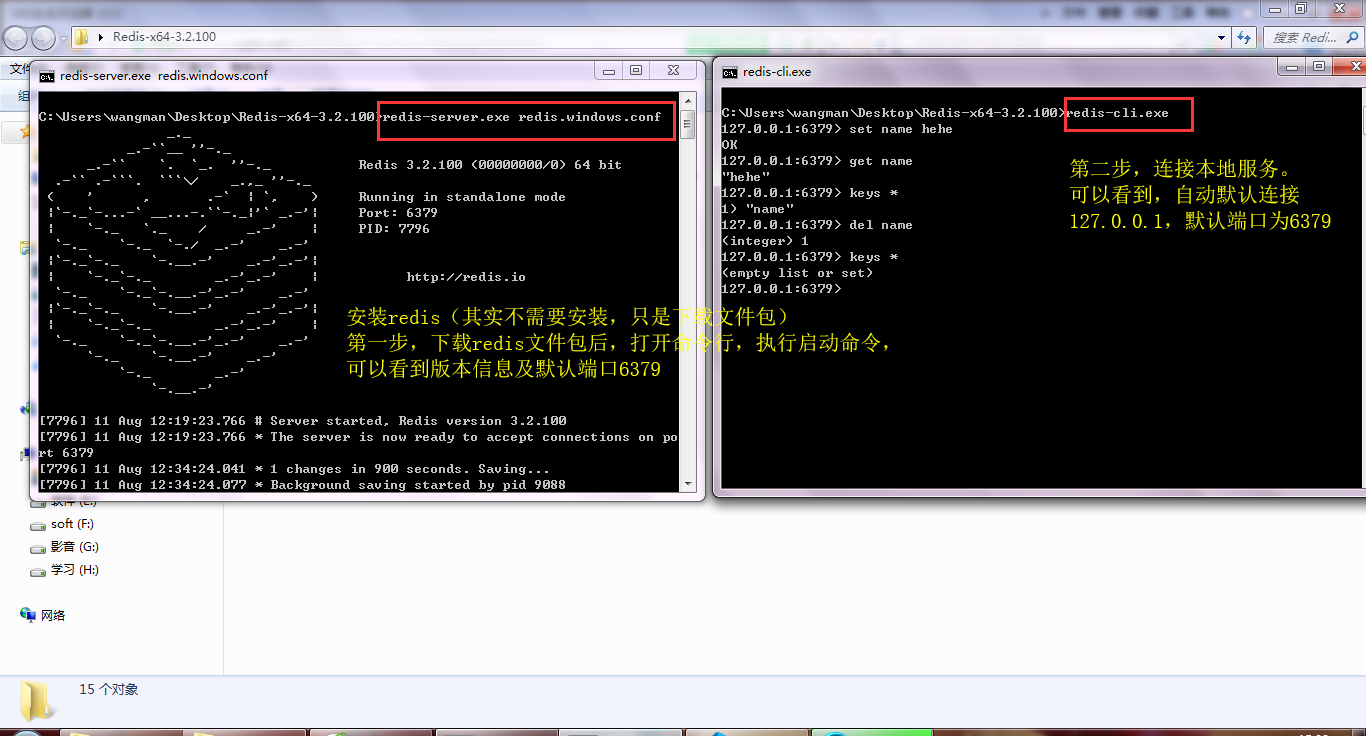 Redis-x64-3.2.100
搜索 Redi...
文件
组
redis-server.exe redis.windows.conf
C:\Users\wangman\Desktop\Redis-x64-3.2.100>redis-server.exe redis.windows.conf
Redis 3.2.100 (00000000/0) 64 bit
Running in standalone mode
Port: 6379
PID: 7796
http://redis.io
安装redis（其实不需要安装，只是下载文件包）
第一步，下载redis文件包后，打开命令行，执行启动命令，
可以看到版本信息及默认端口6379
[7796] 11 Aug 12:19:23.766 # Server started, Redis version 3.2.100
[7796] 11 Aug 12:19:23.766 * The server is now ready to accept connections on po
rt 6379
[7796] 11 Aug 12:34:24.041 * 1 changes in 900 seconds. Saving...
[7796] 11 Aug 12:34:24.077 * Background saving started by pid 9088
redis-cli.exe
C:\Users\wangman\Desktop\Redis-x64-3.2.100>redis-cli.exe
127.0.0.1:6379> set name hehe
OK
127.0.0.1:6379> get name
"hehe"
127.0.0.1:6379> keys *
1) "name"
127.0.0.1:6379> del name
(integer) 1
127.0.0.1:6379> keys *
(empty list or set)
127.0.0.1:6379>
第二步，连接本地服务。
可以看到，自动默认连接
127.0.0.1，默认端口为6379
软件 (E:)
soft (F:)
影音 (G:)
学习 (H:)
网络
15 个对象